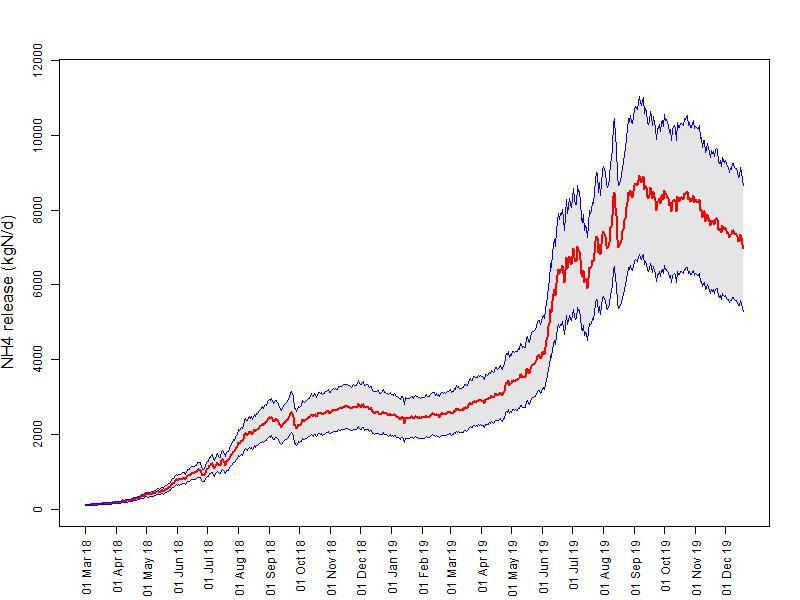 NH4 release (kgN/d)
12000
10000
8000
6000
4000
2000
0
01 Mar 18
01 Apr 18
01 May 18
01 Jun 18
01 Jul 18
01 Aug 18
01 Sep 18
01 Oct 18
01 Nov 18
01 Dec 18
01 Jan 19
01 Feb 19
01 Mar 19
01 Apr 19
01 May 19
01 Jun 19
01 Jul 19
01 Aug 19
01 Sep 19
01 Oct 19
01 Nov 19
01 Dec 19